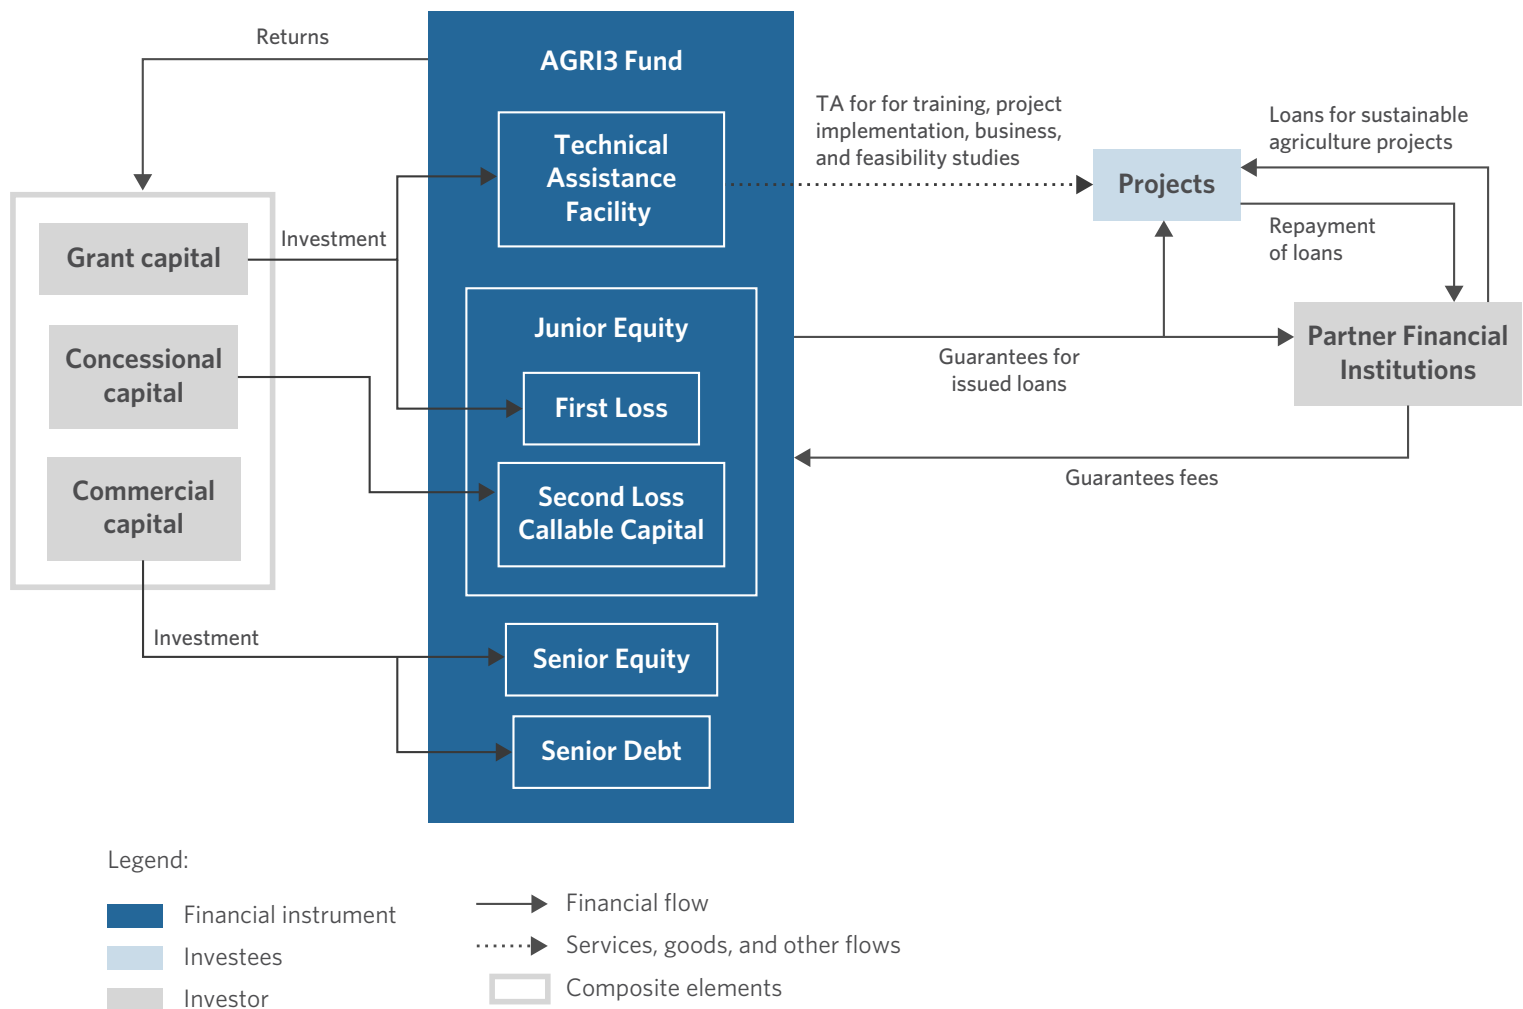 Returns
AGRI3 Fund
TA for for training, project
implementation, business,
and feasibility studies
Loans for sustainable
agriculture projects
Technical
Assistance
Facility
Projects
Grant capital
Investment
Repayment
of loans
Concessional
capital
Junior Equity
First Loss
Guarantees for
issued loans
Partner Financial
Institutions
Commercial
capital
Second Loss
Callable Capital
Guarantees fees
Investment
Senior Equity
Senior Debt
Legend:
Financial instrument
Investees
Investor
Financial flow
Services, goods, and other flows
Composite elements